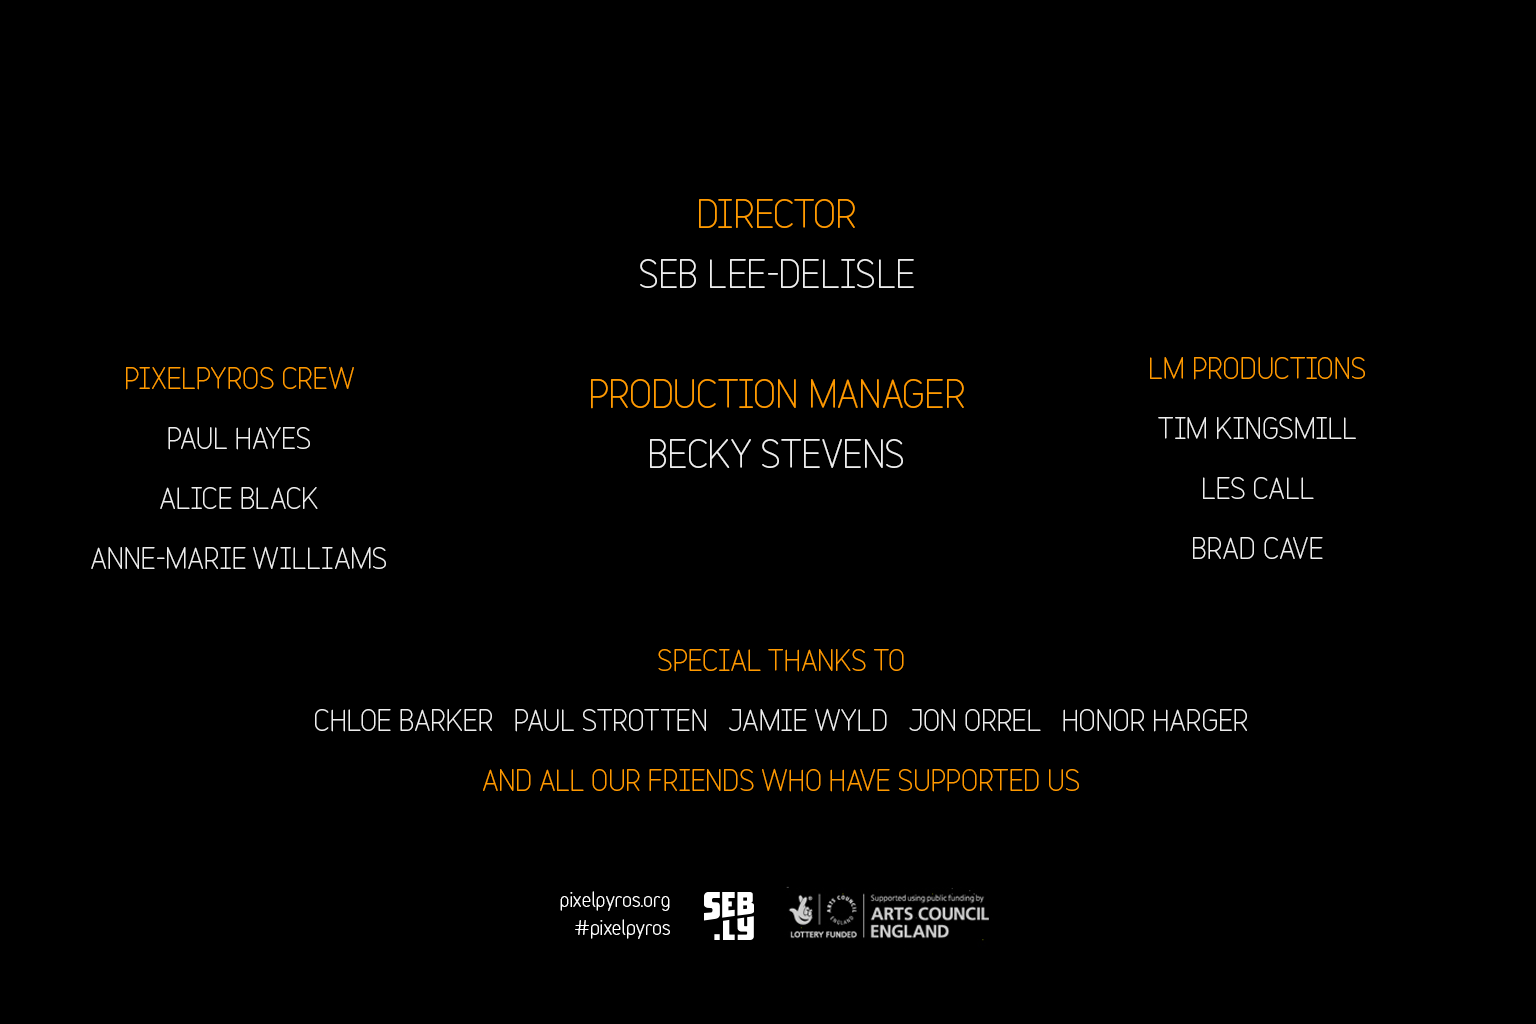 DIRECTOR
SEB LEE-DELISLE
PIXELPYROS CREW
PAUL HAYES
ALICE BLACK
ANNE-MARIE WILLIAMS
PRODUCTION MANAGER
BECKY STEVENS
LM PRODUCTIONS
TIM KINGSMILL
LES CALL
BRAD CAVE
SPECIAL THANKS TO
CHLOE BARKER PAUL STROTTEN JAMIE WYLD JON ORREL HONOR HARGER
AND ALL OUR FRIENDS WHO HAVE SUPPORTED US
pixelpyros.org
#pixelpyros
SEB
.LY
LOTTERY FUNDED
ARTS COUNCIL
ENGLAND
Supported using public funding by
ARTS COUNCIL
ENGLAND